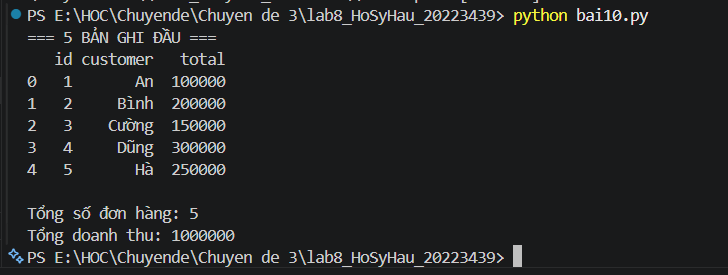 PS E:\HOC\Chuyende\Chuyen de 3\lab8_HoSyHau_20223439> python bai10.py
=== 5 BẢN GHI ĐẦU ===
id customer total
0 1 An 100000
1 2 Bình 200000
2 3 Cường 150000
3 4 Dũng 300000
4 5 Hà 250000
Tổng số đơn hàng: 5
Tổng doanh thu: 1000000
PS E:\HOC\Chuyende\Chuyen de 3\lab8_HoSyHau_20223439>